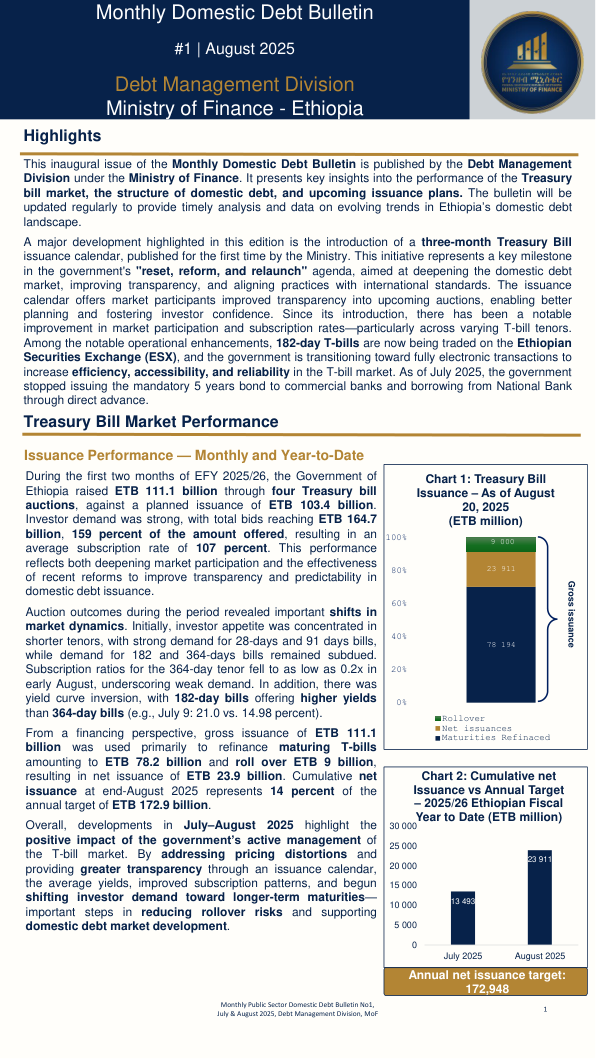 Monthly Domestic Debt Bulletin
#1 | August 2025
Debt Management Division
Ministry of Finance - Ethiopia
የገንዘብ ሚኒስቴር
MINISTRY OF FINANCE
Highlights
This inaugural issue of the Monthly Domestic Debt Bulletin is published by the Debt Management
Division under the Ministry of Finance. It presents key insights into the performance of the Treasury
bill market, the structure of domestic debt, and upcoming issuance plans. The bulletin will be
updated regularly to provide timely analysis and data on evolving trends in Ethiopia's domestic debt
landscape.
A major development highlighted in this edition is the introduction of a three-month Treasury Bill
issuance calendar, published for the first time by the Ministry. This initiative represents a key milestone
in the government's "reset, reform, and relaunch" agenda, aimed at deepening the domestic debt
market, improving transparency, and aligning practices with international standards. The issuance
calendar offers market participants improved transparency into upcoming auctions, enabling better
planning and fostering investor confidence. Since its introduction, there has been a notable
improvement in market participation and subscription rates—particularly across varying T-bill tenors.
Among the notable operational enhancements, 182-day T-bills are now being traded on the Ethiopian
Securities Exchange (ESX), and the government is transitioning toward fully electronic transactions to
increase efficiency, accessibility, and reliability in the T-bill market. As of July 2025, the government
stopped issuing the mandatory 5 years bond to commercial banks and borrowing from National Bank
through direct advance.
Treasury Bill Market Performance
Issuance Performance — Monthly and Year-to-Date
During the first two months of EFY 2025/26, the Government of
Ethiopia raised ETB 111.1 billion through four Treasury bill
auctions, against a planned issuance of ETB 103.4 billion.
Investor demand was strong, with total bids reaching ETB 164.7
billion, 159 percent of the amount offered, resulting in an
average subscription rate of 107 percent. This performance
reflects both deepening market participation and the effectiveness
of recent reforms to improve transparency and predictability in
domestic debt issuance.
Auction outcomes during the period revealed important shifts in
market dynamics. Initially, investor appetite was concentrated in
shorter tenors, with strong demand for 28-days and 91 days bills,
while demand for 182 and 364-days bills remained subdued.
Subscription ratios for the 364-day tenor fell to as low as 0.2x in
early August, underscoring weak demand. In addition, there was
yield curve inversion, with 182-day bills offering higher yields
than 364-day bills (e.g., July 9: 21.0 vs. 14.98 percent).
From a financing perspective, gross issuance of ETB 111.1
billion was used primarily to refinance maturing T-bills
amounting to ETB 78.2 billion and roll over ETB 9 billion,
resulting in net issuance of ETB 23.9 billion. Cumulative net
issuance at end-August 2025 represents 14 percent of the
annual target of ETB 172.9 billion.
Overall, developments in July–August 2025 highlight the
positive impact of the government's active management of
the T-bill market. By addressing pricing distortions and
providing greater transparency through an issuance calendar,
the average yields, improved subscription patterns, and begun
shifting investor demand toward longer-term maturities—
important steps in reducing rollover risks and supporting
domestic debt market development.
Chart 1: Treasury Bill
Issuance – As of August
20, 2025
(ETB million)
100%
80%
60%
40%
20%
0%
9 000
23 911
78 194
Gross issuance
Rollover
Net issuances
Maturities Refinaced
Chart 2: Cumulative net
Issuance vs Annual Target
– 2025/26 Ethiopian Fiscal
Year to Date (ETB million)
30 000
25 000
20 000
15 000
10 000
5 000
0
13 493
23 911
July 2025
August 2025
Annual net issuance target:
172,948
Monthly Public Sector Domestic Debt Bulletin No1,
July & August 2025, Debt Management Division, MoF
1